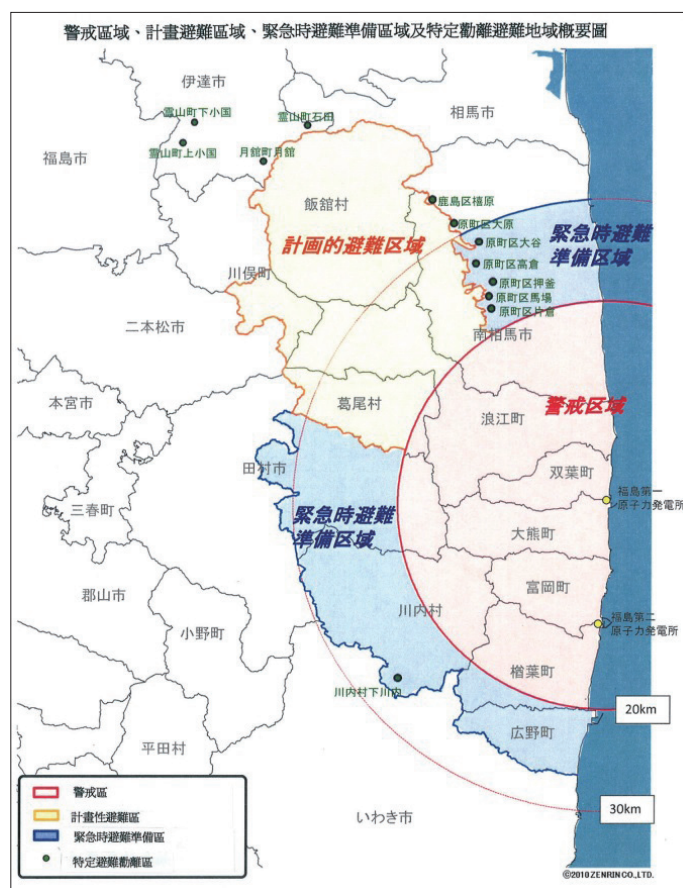 警戒區域、計畫避難區域、緊急時避難準備區域及特定勸離避難地域概要圖
伊達市
霊山町下小国
霊山町石田
相馬市
霊山町上小国
福島市
月舘町月舘
飯舘村
鹿島区橲原
原町区大原
緊急時避難
準備区域
原町区大谷
計画的避難区域
原町区高倉
川俣町
原町区押釜
原町区馬場
原町区片倉
二本松市
南相馬市
葛尾村
警戒区域
本宮市
浪江町
田村市
双葉町
福島第一
原子力発電所
三春町
緊急時避難
準備区域
大熊町
富岡町
郡山市
川内村
小野町
福島第二
原子力発電所
楢葉町
川内村下川内
20km
広野町
平田村
警戒區
計畫性避難區
緊急時避難準備區
特定避難勸離區
30km
いわき市
©2010 ZENRIN CO., LTD.